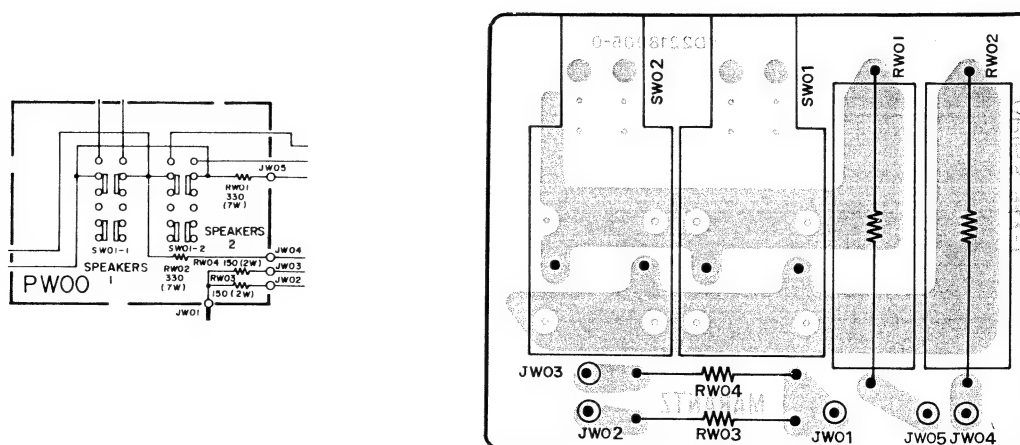 JW05
RW01
330
(7W)
SPEAKERS
2
SW01-1
SW01-2
SPEAKERS
1
JW04
RW02
330
(7W)
RW04 150(2W)
JW03
RW03
150(2W)
JW02
PW00
JW01
SW02
SW01
RW01
RW02
JW03
RW04
MARANTZ
JW02
RW03
JW01
JW05
JW04